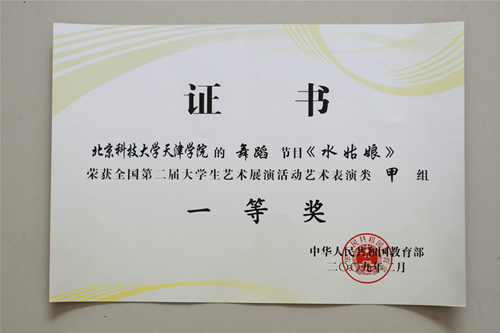 证 书
北京科技大学天津学院 的 舞蹈 节目《水姑娘》
荣获全国第二届大学生艺术展演活动艺术表演类 甲 组
一等奖
中华人民共和国教育部
二〇〇九年二月